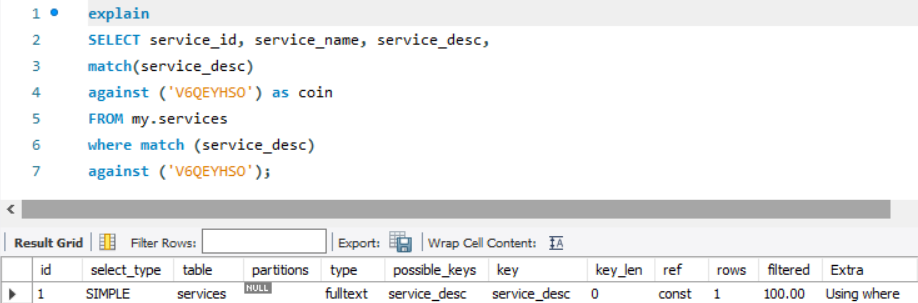 1 explain
2 SELECT service_id, service_name, service_desc,
3 match(service_desc)
4 against ('V6QEYHSO') as coin
5 FROM my.services
6 where match (service_desc)
7 against ('V6QEYHSO');
Result Grid Filter Rows: Export: Wrap Cell Content: IA
id select_type table partitions type possible_keys key key_len ref rows filtered Extra
1 SIMPLE services NULL fulltext service_desc service_desc 0 const 1 100.00 Using where